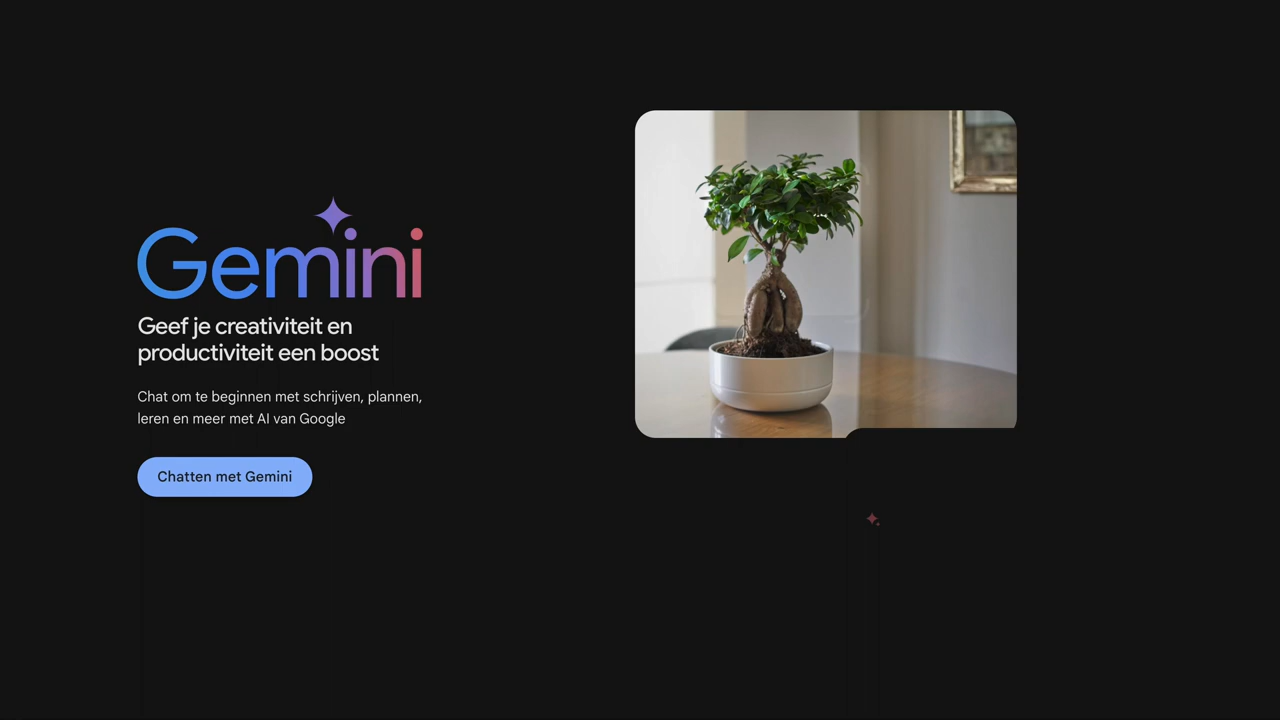 Gemini
Geef je creativiteit en
productiviteit een boost
Chat om te beginnen met schrijven, plannen,
leren en meer met AI van Google
Chatten met Gemini